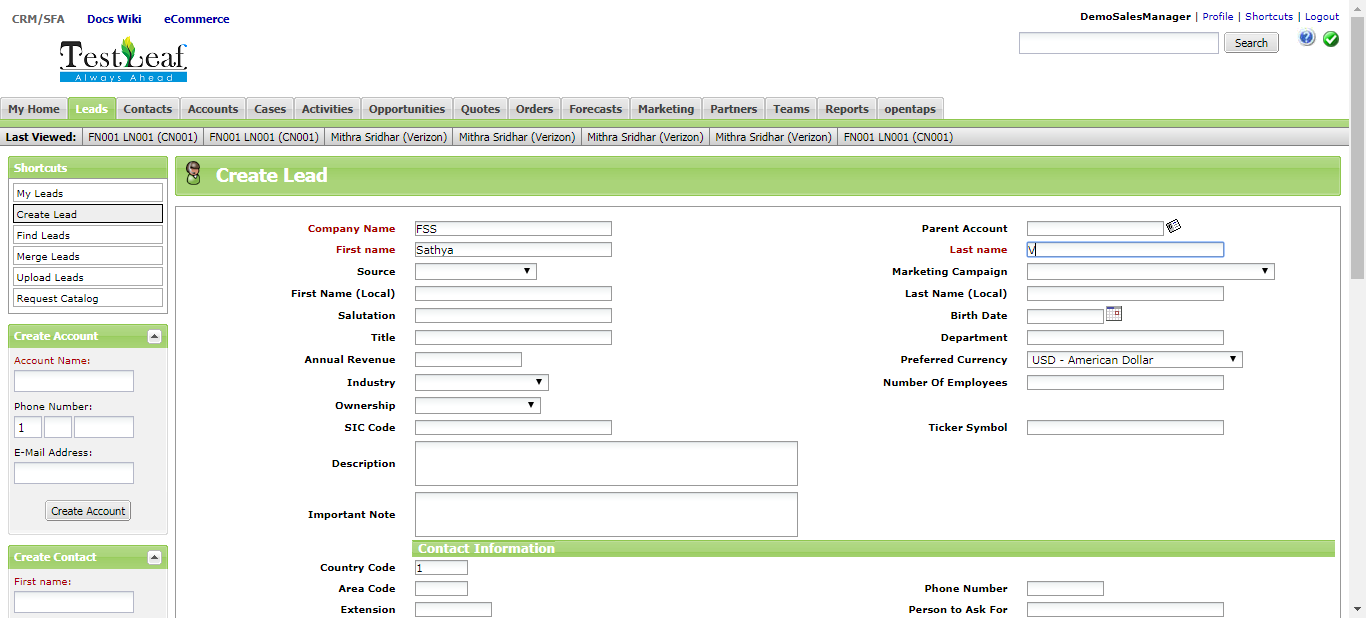 CRM/SFA Docs Wiki eCommerce
DemoSalesManager | Profile | Shortcuts | Logout
TestLeaf
Always Ahead
Search
?
My Home Leads Contacts Accounts Cases Activities Opportunities Quotes Orders Forecasts Marketing Partners Teams Reports opentaps
Last Viewed: FN001 LN001 (CN001) FN001 LN001 (CN001) Mithra Sridhar (Verizon) Mithra Sridhar (Verizon) Mithra Sridhar (Verizon) Mithra Sridhar (Verizon) FN001 LN001 (CN001)
Shortcuts
My Leads
Create Lead
Find Leads
Merge Leads
Upload Leads
Request Catalog
Create Account
Account Name:
Phone Number:
1
E-Mail Address:
Create Account
Create Contact
First name:
Create Lead
Company Name FSS Parent Account
First name Sathya Last name V
Source Marketing Campaign
First Name (Local) Last Name (Local)
Salutation Birth Date
Title Department
Annual Revenue Preferred Currency USD - American Dollar
Industry Number Of Employees
Ownership
SIC Code Ticker Symbol
Description
Important Note
Contact Information
Country Code 1
Area Code Phone Number
Extension Person to Ask For